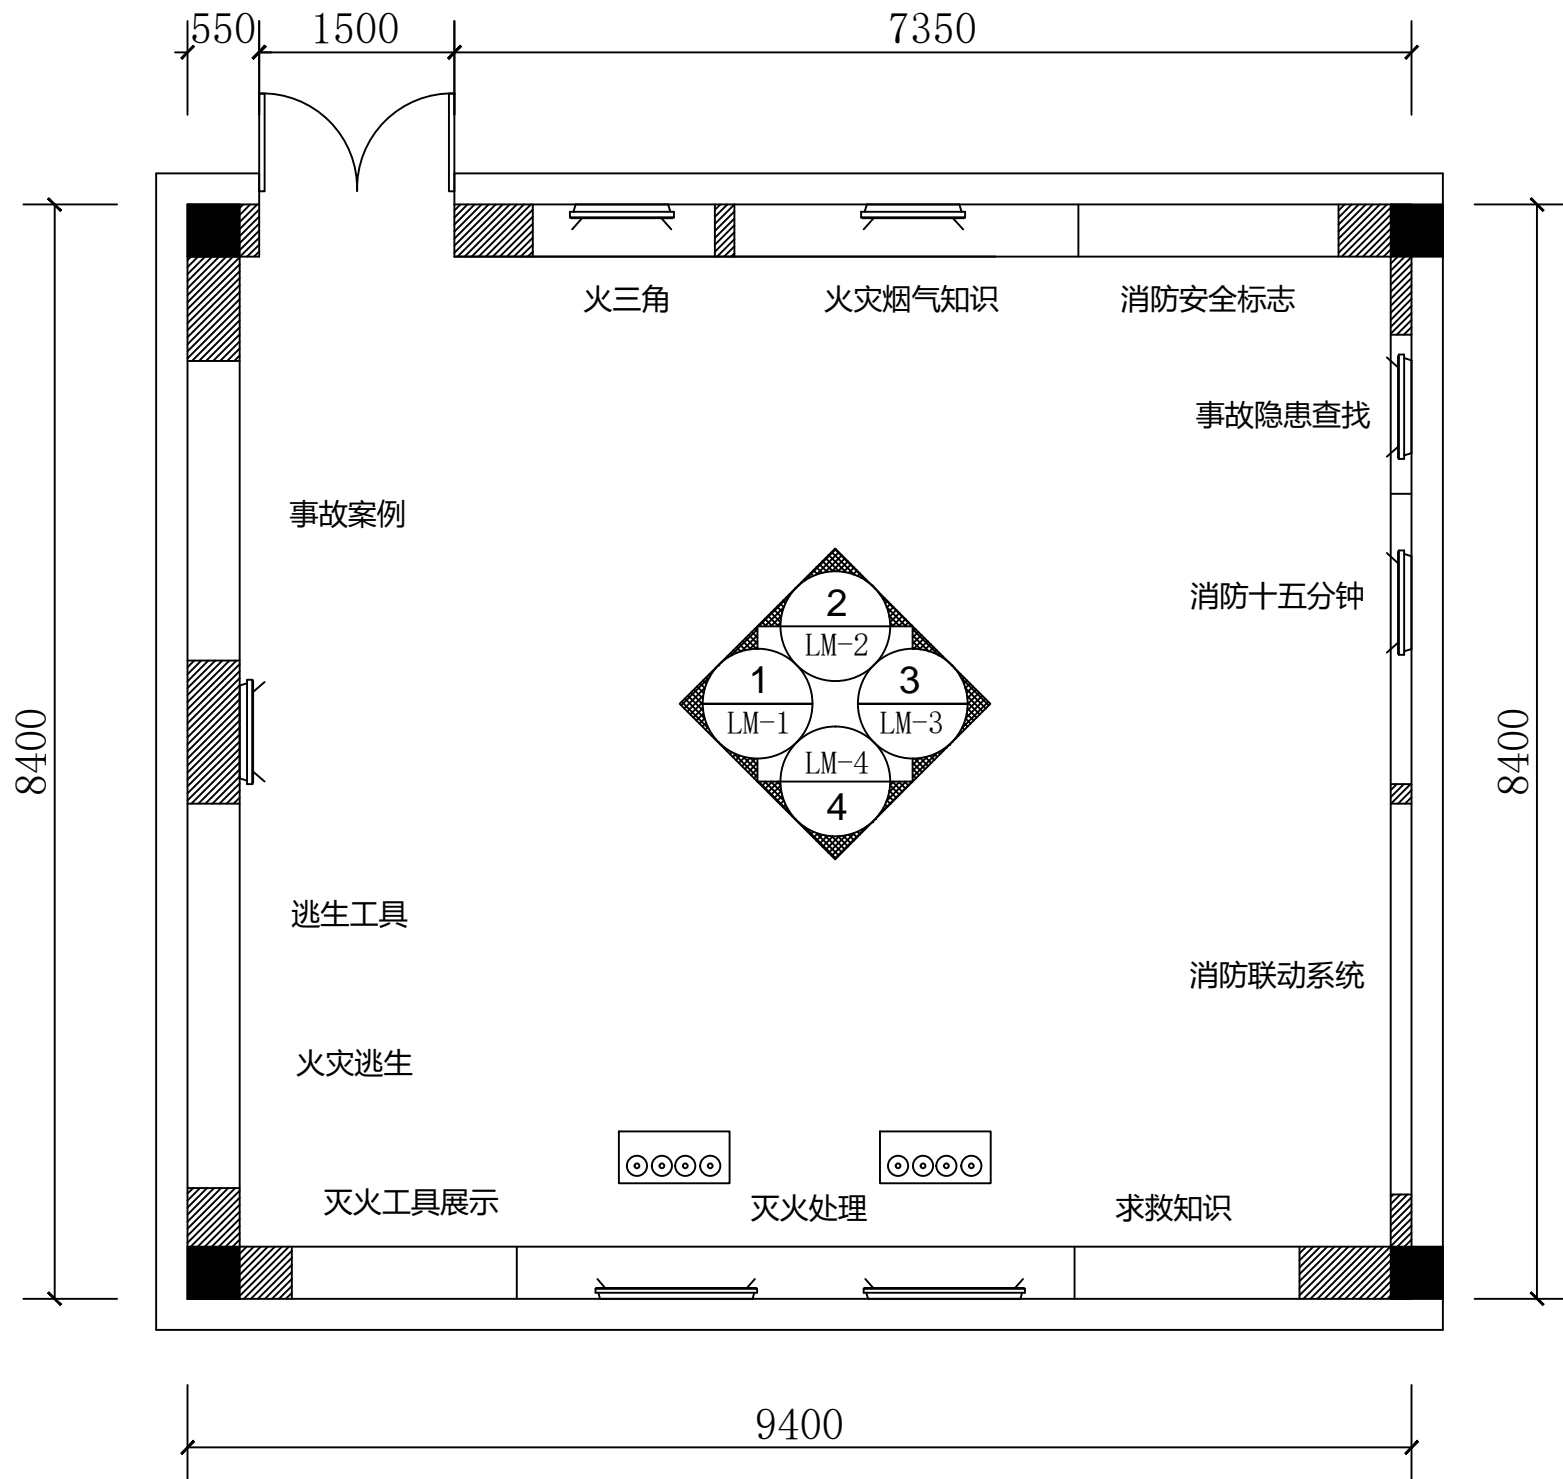 550
1500
7350
火三角
火灾烟气知识
消防安全标志
事故隐患查找
事故案例
消防十五分钟
2
LM-2
1
LM-1
3
LM-3
LM-4
4
8400
8400
逃生工具
消防联动系统
火灾逃生
灭火工具展示
灭火处理
求救知识
9400